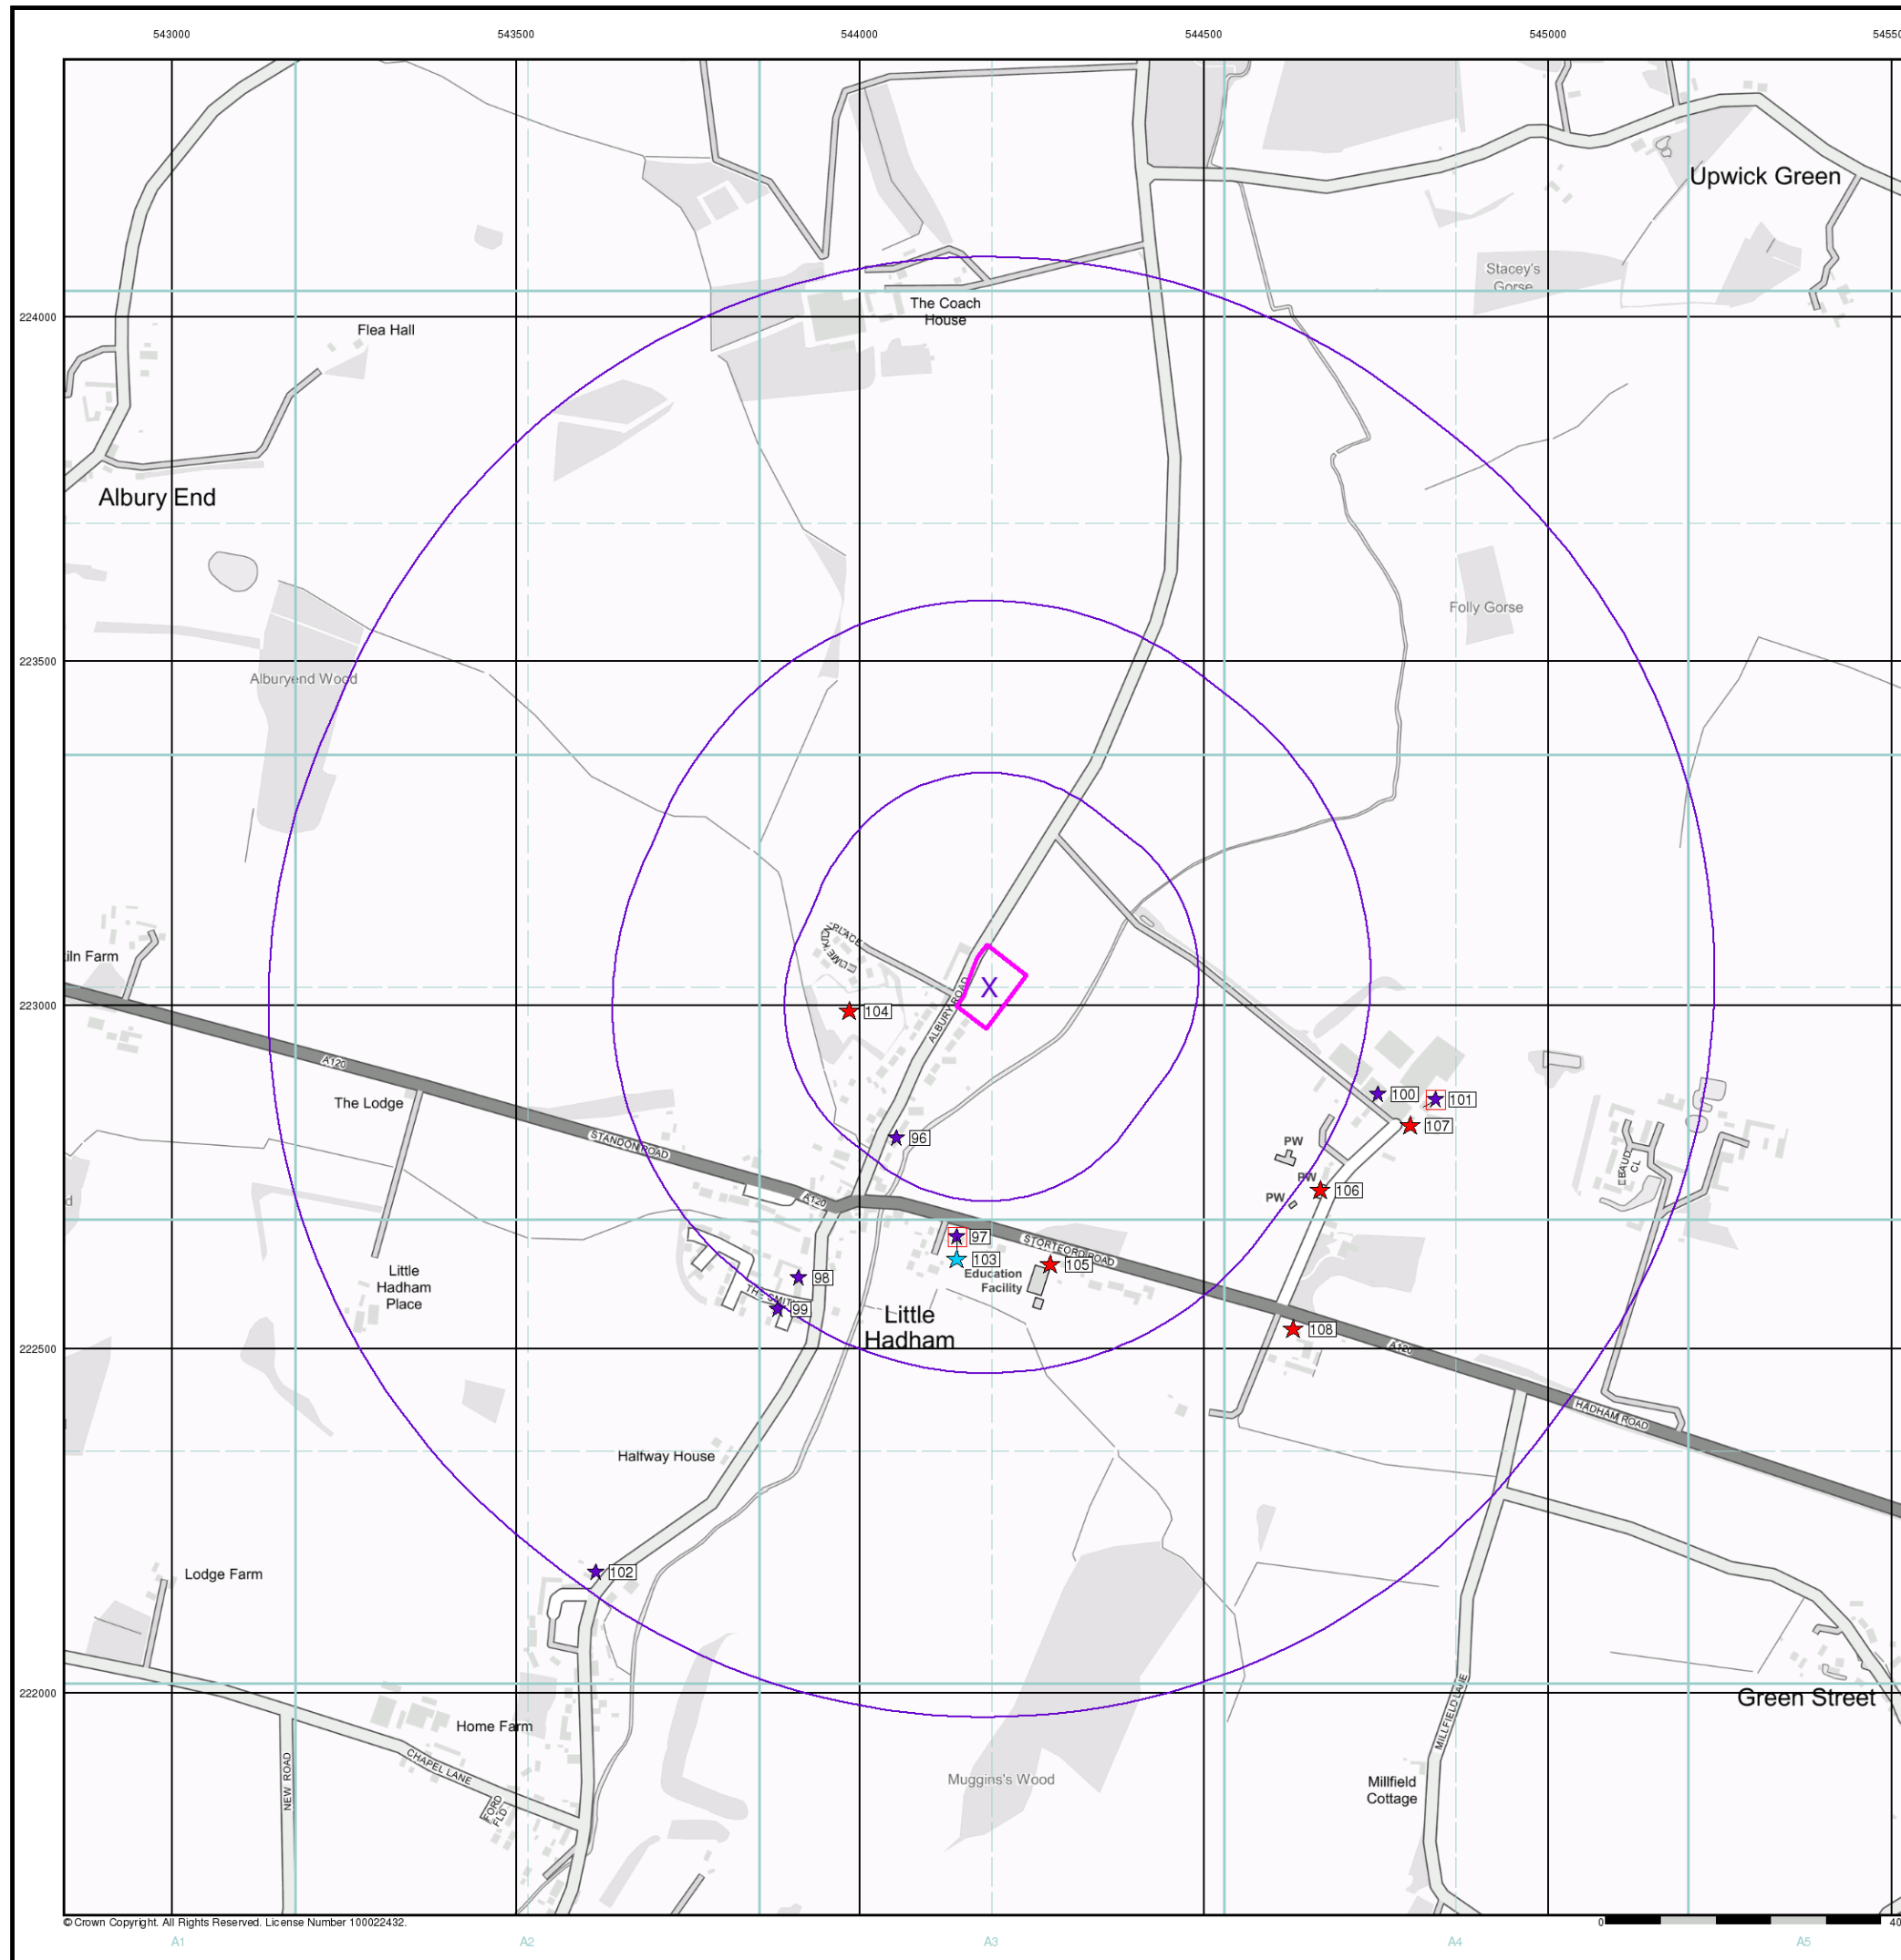 543000 543500 544000 544500 545000
Upwick Green
Stacey's
Gorse
The Coach
House
224000
Flea Hall
Albury End
Folly Gorse
223500
Alburyend Wood
PLACE
iln Farm
X
223000
104
ALBURY ROAD
A120
The Lodge
100
101
107
STANDON ROAD
96
PW
PW
106
PW
A120
CL
97
STORTFORD ROAD
103
105
Education
Facility
Little
Hadham
Place
98
99
Little
Hadham
108
222500
A120
HADHAM ROAD
Halfway House
Lodge Farm
102
222000
Green Street
Home Farm
MILLFIELD LANE
CHAPEL LANE
NEW ROAD
Muggins's Wood
Millfield
Cottage
FORD
FLD
© Crown Copyright. All Rights Reserved. License Number 100022432.
0
A1 A2 A3 A4 A5